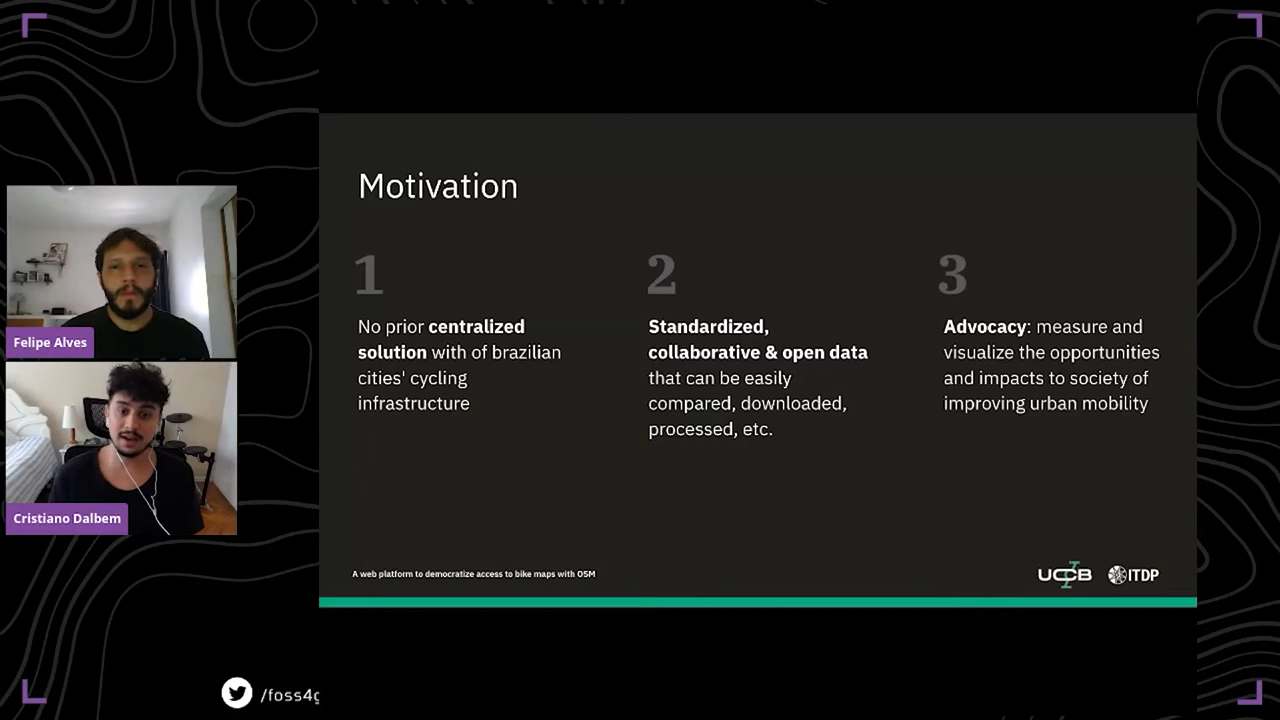 Motivation
1
No prior centralized
solution with of brazilian
cities' cycling
infrastructure
2
Standardized,
collaborative & open data
that can be easily
compared, downloaded,
processed, etc.
3
Advocacy: measure and
visualize the opportunities
and impacts to society of
improving urban mobility
A web platform to democratize access to bike maps with OSM
UCB
ITDP
Felipe Alves
Cristiano Dalbem
/foss4g